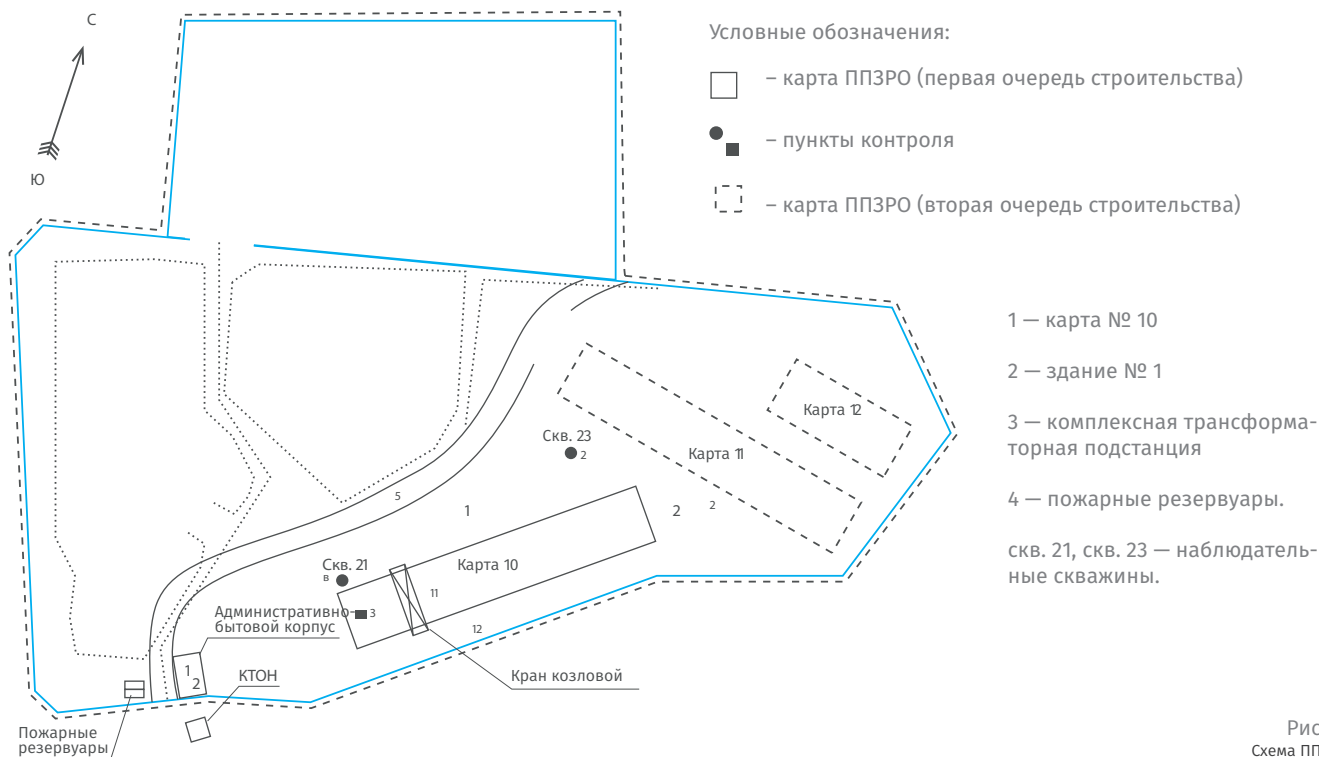 С
Ю
Условные обозначения:
– карта ППЗРО (первая очередь строительства)
– пункты контроля
– карта ППЗРО (вторая очередь строительства)
1 — карта № 10
2 — здание № 1
3 — комплексная трансформа-
торная подстанция
4 — пожарные резервуары.
скв. 21, скв. 23 — наблюдатель-
ные скважины.
Карта 12
Карта 11
Скв. 23
2
5
1
2
2
Скв. 21
в
Карта 10
11
3
12
Административно-
бытовой корпус
1
2
КТОН
Кран козловой
Пожарные
резервуары
Рис
Схема ПП